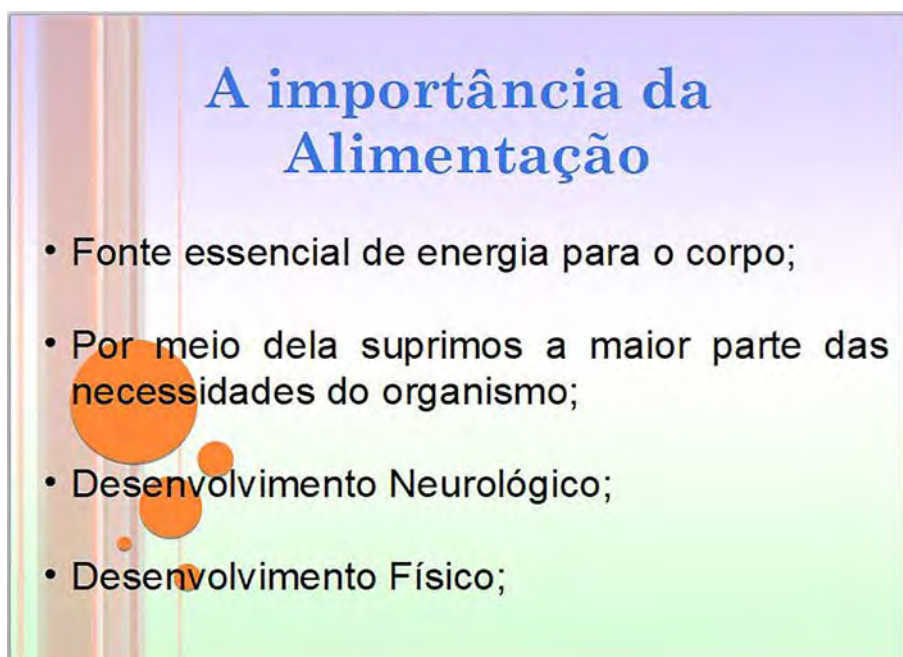 A importância da
Alimentação
• Fonte essencial de energia para o corpo;
• Por meio dela suprimos a maior parte das
necessidades do organismo;
• Desenvolvimento Neurológico;
• Desenvolvimento Físico;